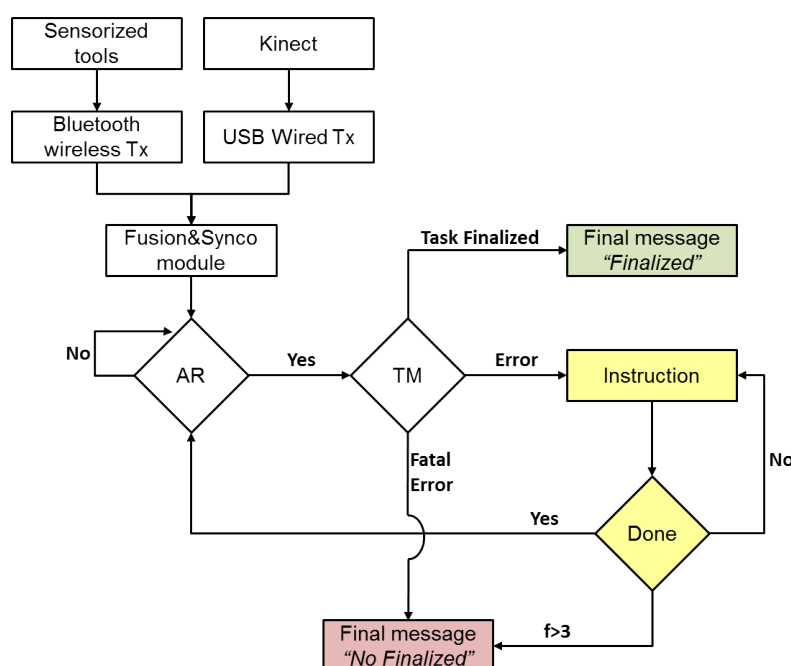 Sensorized
tools
Kinect
Bluetooth
wireless Tx
USB Wired Tx
Fusion&Synco
module
Task Finalized
Final message
“Finalized”
No
AR
Yes
TM
Error
Instruction
Fatal
Error
No
Yes
Done
Final message
“No Finalized”
f>3